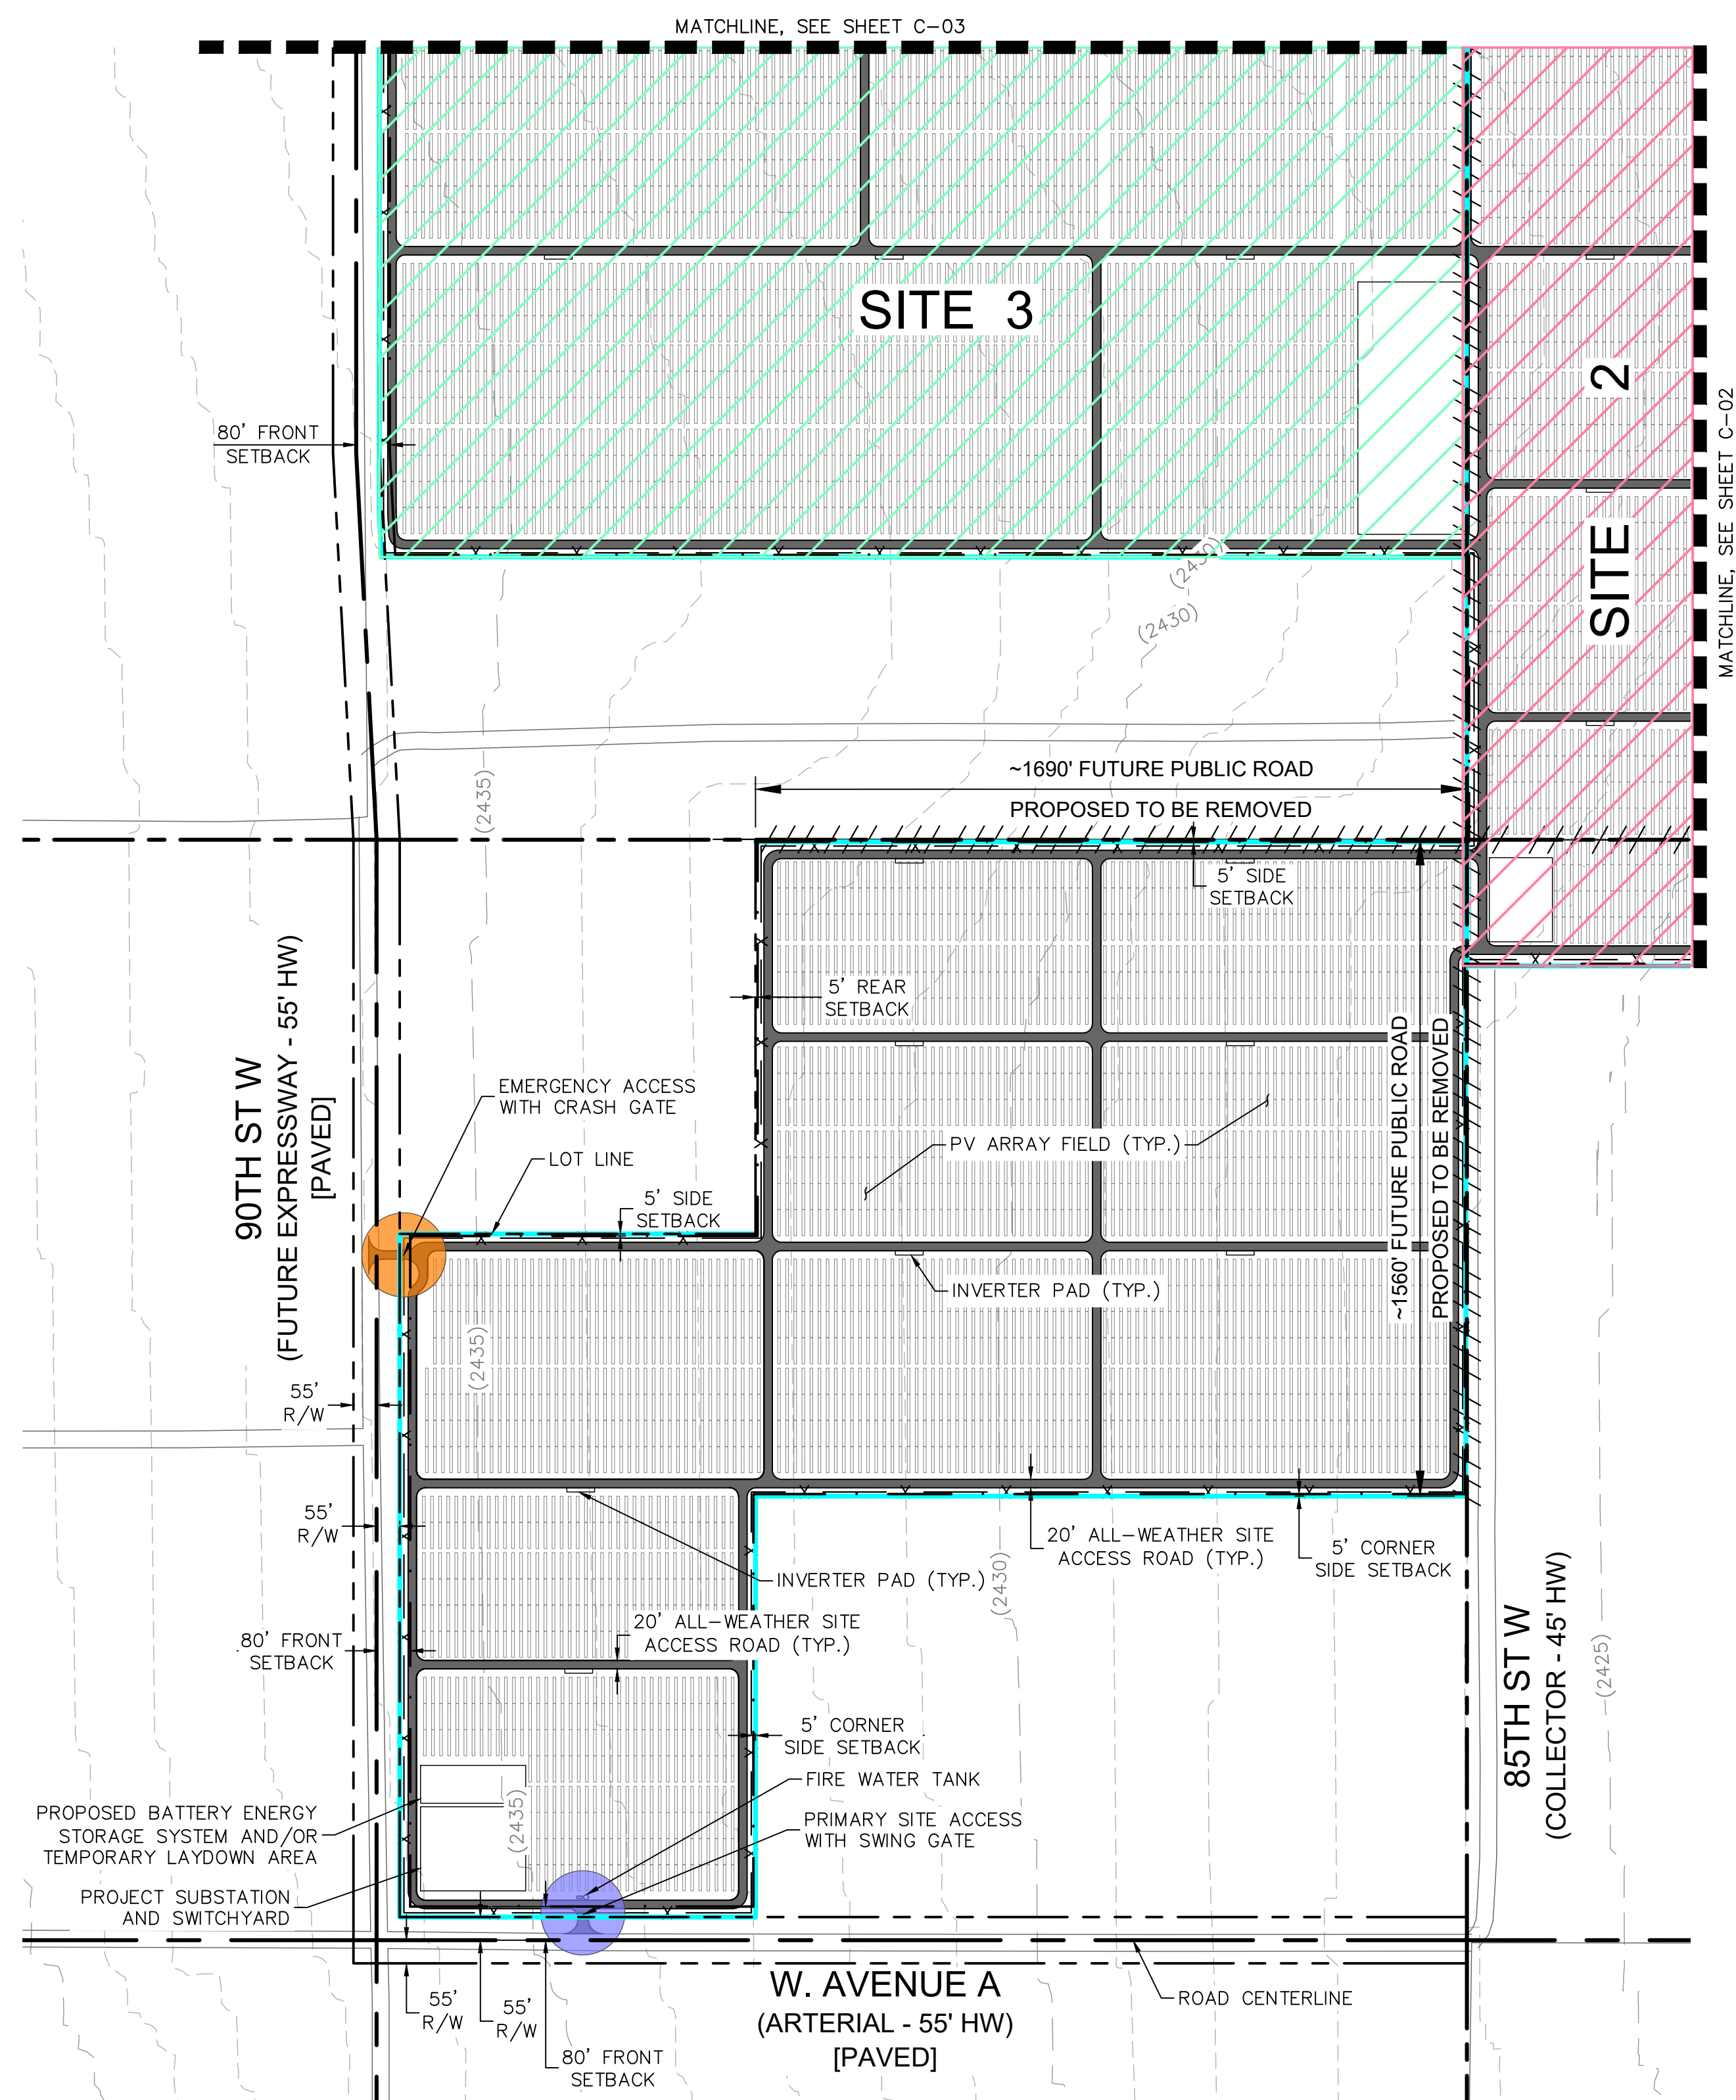 MATCHLINE, SEE SHEET C-03
SITE 3
SITE 2
MATCHLINE, SEE SHEET C-02
80' FRONT
SETBACK
(2430)
(2430)
(2435)
~1690' FUTURE PUBLIC ROAD
PROPOSED TO BE REMOVED
5' SIDE
SETBACK
5' REAR
SETBACK
90TH ST W
(FUTURE EXPRESSWAY - 55' HW)
[PAVED]
EMERGENCY ACCESS
WITH CRASH GATE
LOT LINE
5' SIDE
SETBACK
PV ARRAY FIELD (TYP.)
~1560' FUTURE PUBLIC ROAD
PROPOSED TO BE REMOVED
INVERTER PAD (TYP.)
(2435)
55'
R/W
55'
R/W
20' ALL-WEATHER SITE
ACCESS ROAD (TYP.)
5' CORNER
SIDE SETBACK
INVERTER PAD (TYP.)
(2430)
20' ALL-WEATHER SITE
ACCESS ROAD (TYP.)
80' FRONT
SETBACK
85TH ST W
(COLLECTOR - 45' HW)
(2425)
5' CORNER
SIDE SETBACK
FIRE WATER TANK
PRIMARY SITE ACCESS
WITH SWING GATE
(2435)
PROPOSED BATTERY ENERGY
STORAGE SYSTEM AND/OR
TEMPORARY LAYDOWN AREA
PROJECT SUBSTATION
AND SWITCHYARD
W. AVENUE A
(ARTERIAL - 55' HW)
[PAVED]
ROAD CENTERLINE
55'
R/W
55'
R/W
80' FRONT
SETBACK